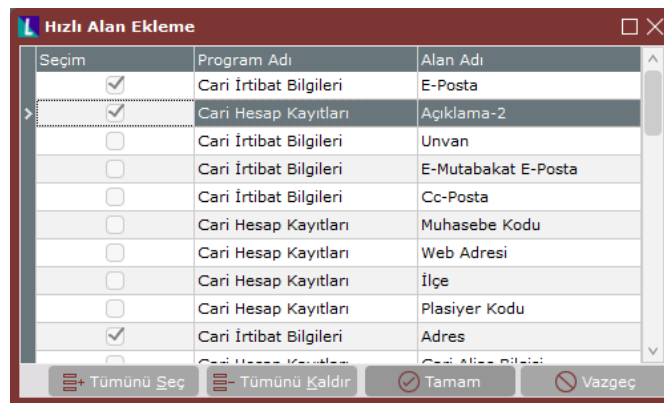 Hızlı Alan Ekleme
Seçim Program Adı Alan Adı
Cari İrtibat Bilgileri E-Posta
Cari Hesap Kayıtları Açıklama-2
Cari İrtibat Bilgileri Unvan
Cari İrtibat Bilgileri E-Mutabakat E-Posta
Cari İrtibat Bilgileri Cc-Posta
Cari Hesap Kayıtları Muhasebe Kodu
Cari Hesap Kayıtları Web Adresi
Cari Hesap Kayıtları İlçe
Cari Hesap Kayıtları Plasiyer Kodu
Cari İrtibat Bilgileri Adres
Tümünü Seç Tümünü Kaldır Tamam Vazgeç